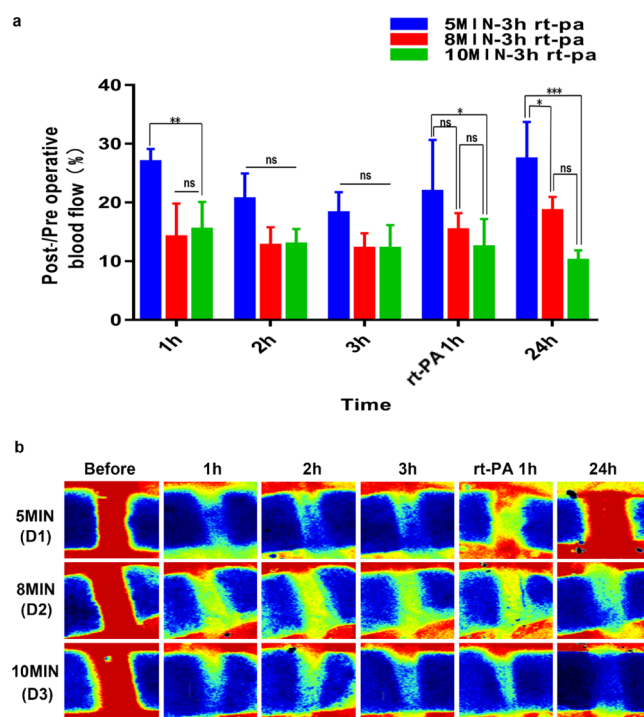 a
5MIN-3h rt-pa
8MIN-3h rt-pa
10MIN-3h rt-pa
Post-/Pre operative
blood flow (%)
40
30
20
10
0
** ns
ns
ns
* ns ns
*** * ns
1h 2h 3h rt-PA 1h 24h
Time
b
Before 1h 2h 3h rt-PA 1h 24h
5MIN
(D1)
8MIN
(D2)
10MIN
(D3)